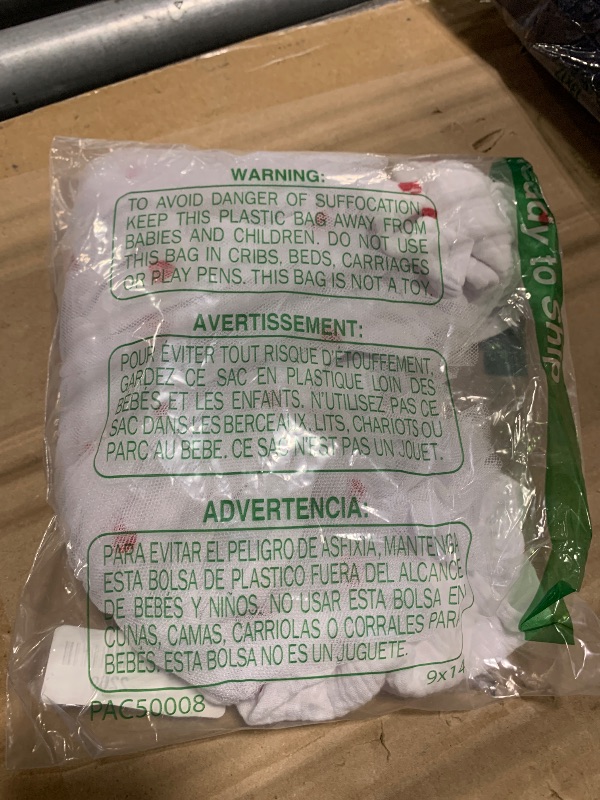 WARNING:
TO AVOID DANGER OF SUFFOCATION,
KEEP THIS PLASTIC BAG AWAY FROM
BABIES AND CHILDREN. DO NOT USE
THIS BAG IN CRIBS, BEDS, CARRIAGES
OR PLAY PENS. THIS BAG IS NOT A TOY.
AVERTISSEMENT:
POUR ÉVITER TOUT RISQUE D'ÉTOUFFEMENT,
GARDEZ CE SAC EN PLASTIQUE LOIN DES
BEBES ET LES ENFANTS. N'UTILISEZ PAS CE
SAC DANS LES BERCEAUX, LITS, CHARIOTS OU
PARC AU BEBE. CE SAC N'EST PAS UN JOUET.
ADVERTENCIA:
PARA EVITAR EL PELIGRO DE ASFIXIA, MANTENGA
ESTA BOLSA DE PLASTICO FUERA DEL ALCANCE
DE BEBES Y NIÑOS. NO USAR ESTA BOLSA EN
CUNAS, CAMAS, CARRIOLAS O CORRALES PARA
BEBES. ESTA BOLSA NO ES UN JUGUETE.
9x14
PAC50008
to ship